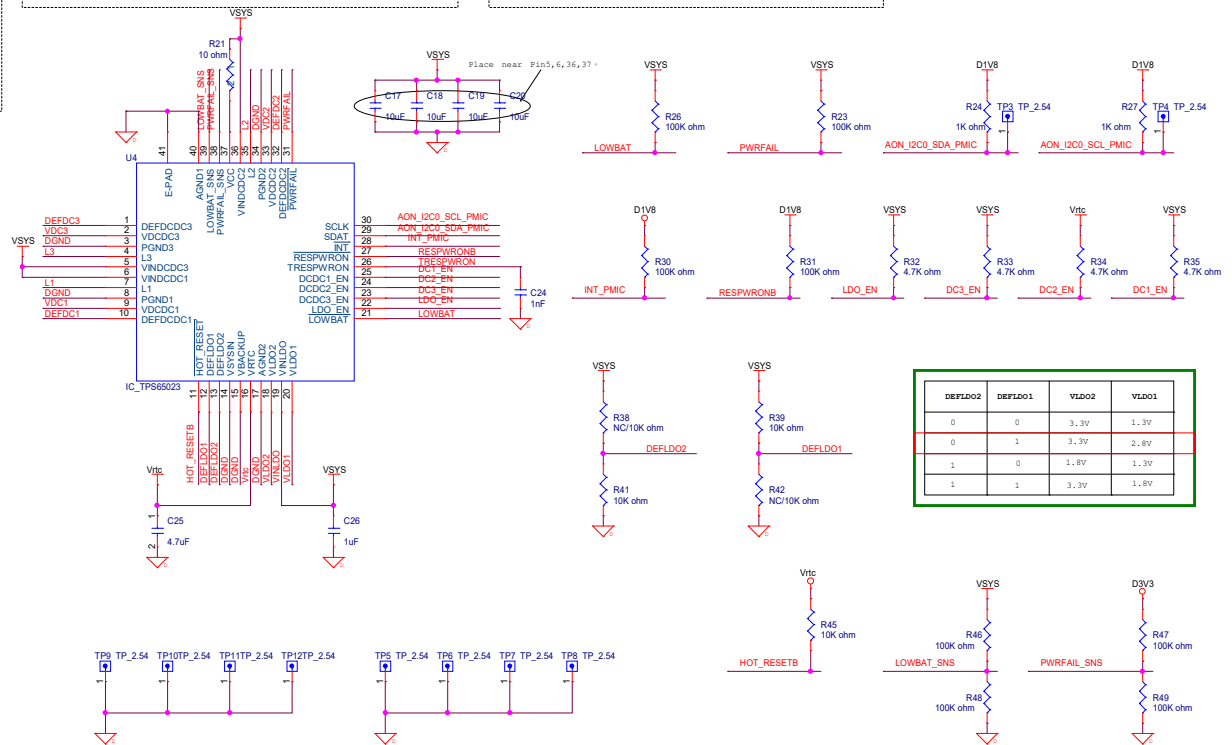 VSYS
R21
10 ohm
VSYS
Place near Pin5,6,36,37
C17
C18
C19
C20
10uF
10uF
10uF
10uF
LOWBAT_SNS
PWRFAIL_SNS
L2
DGND
VDC2
DEFDC2
PWRFAIL
41
40
39
38
37
36
35
34
33
32
31
U4
E-PAD
AGND1
LOWBAT_SNS
PWRFAIL_SNS
VCC
VINDCDC2
L2
PGND2
VDCDC2
DEFDCDC2
PWRFAIL
VSYS
DEFDC3 1 DEFDCDC3
VDC3 2 VDCDC3
DGND 3 PGND3
L3 4 L3
5 VINDCDC3
6 VINDCDC1
L1 7 L1
DGND 8 PGND1
VDC1 9 VDCDC1
DEFDC1 10 DEFDCDC1
SCLK 30 AON_I2C0_SCL_PMIC
SDAT 29 AON_I2C0_SDA_PMIC
INT 28 INT_PMIC
RESPWRON 27 RESPWRONB
TRESPWRON 26 TRESPWRON
DCDC1_EN 25 DC1_EN
DCDC2_EN 24 DC2_EN
DCDC3_EN 23 DC3_EN
LDO_EN 22 LDO_EN
LOWBAT 21 LOWBAT
C24
1nF
HOT_RESET
DEFLDO1
DEFLDO2
VSYSIN
VBACKUP
VRTC
AGND2
VLDO2
VINLDO
VLDO1
IC_TPS65023
11
12
13
14
15
16
17
18
19
20
HOT_RESETB
DEFLDO1
DEFLDO2
DGND
DGND
Vrtc
DGND
VLDO2
VINLDO
VLDO1
Vrtc
1
C25
2
4.7uF
VSYS
C26
1uF
VSYS
R26
100K ohm
LOWBAT
VSYS
R23
100K ohm
PWRFAIL
D1V8
R24
1K ohm
TP3 TP_2.54
1
AON_I2C0_SDA_PMIC
D1V8
R27
1K ohm
TP4 TP_2.54
1
AON_I2C0_SCL_PMIC
D1V8
R30
100K ohm
INT_PMIC
D1V8
R31
100K ohm
RESPWRONB
VSYS
R32
4.7K ohm
LDO_EN
VSYS
R33
4.7K ohm
DC3_EN
Vrtc
R34
4.7K ohm
DC2_EN
VSYS
R35
4.7K ohm
DC1_EN
VSYS
R38
NC/10K ohm
DEFLDO2
R41
10K ohm
VSYS
R39
10K ohm
DEFLDO1
R42
NC/10K ohm
DEFLDO2 DEFLDO1 VLDO2 VLDO1
0 0 3.3V 1.3V
0 1 3.3V 2.8V
1 0 1.8V 1.3V
1 1 3.3V 1.8V
Vrtc
R45
10K ohm
HOT_RESETB
VSYS
R46
100K ohm
LOWBAT_SNS
R48
100K ohm
D3V3
R47
100K ohm
PWRFAIL_SNS
R49
100K ohm
TP9 TP_2.54
TP10 TP_2.54
TP11 TP_2.54
TP12 TP_2.54
1
1
1
1
TP5 TP_2.54
TP6 TP_2.54
TP7 TP_2.54
TP8 TP_2.54
1
1
1
1